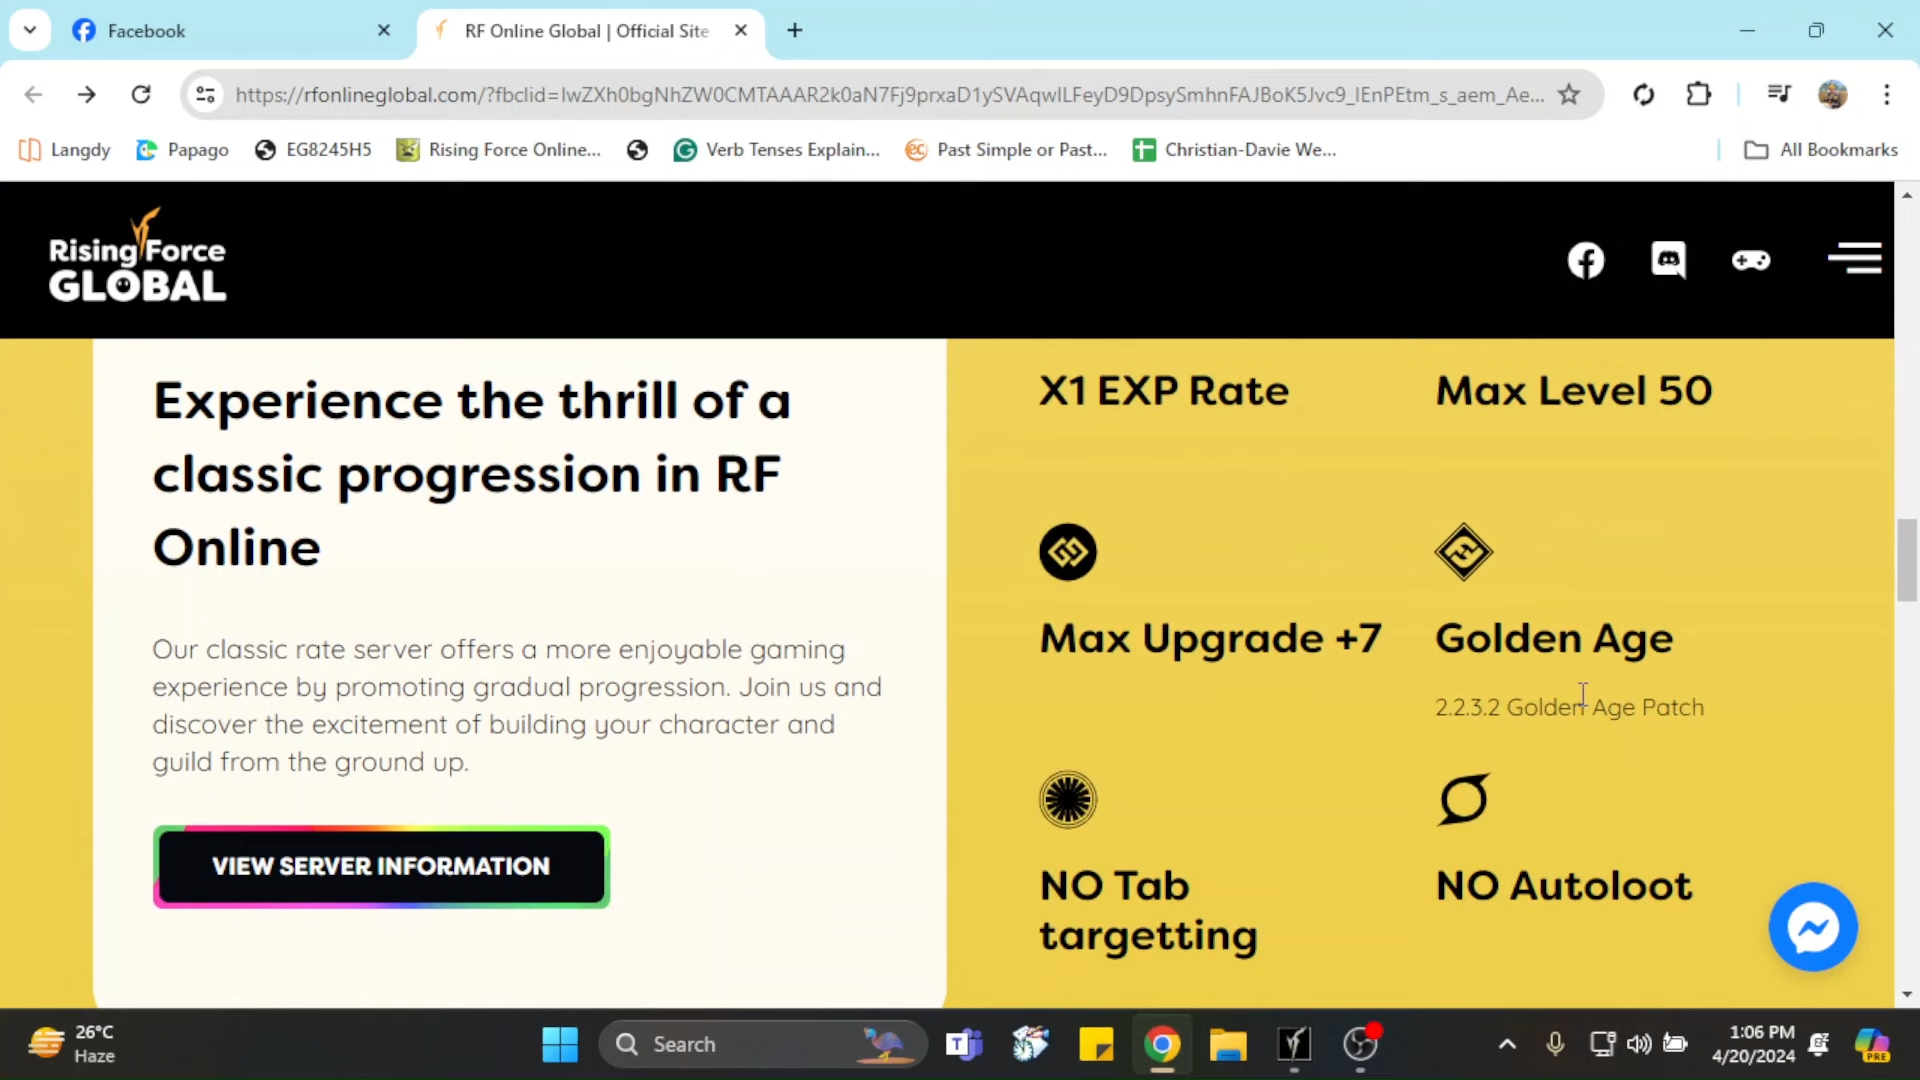 Facebook
RF Online Global | Official Site
https://rfonlineglobal.com/?fbclid=IwZXh0bgNhZW0CMTAAAR2k0aN7Fj9prxaD1ySVAqwILFeyD9DpsySmhnFAJBoK5Jvc9_lEnPEtm_s_aem_Ae...
Langdy
Papago
EG8245H5
Rising Force Online...
Verb Tenses Explain...
Past Simple or Past...
Christian-Davie We...
All Bookmarks
Rising Force
GLOBAL
Experience the thrill of a
classic progression in RF
Online
Our classic rate server offers a more enjoyable gaming
experience by promoting gradual progression. Join us and
discover the excitement of building your character and
guild from the ground up.
VIEW SERVER INFORMATION
X1 EXP Rate
Max Level 50
Max Upgrade +7
Golden Age
2.2.3.2 Golden Age Patch
NO Tab
targetting
NO Autoloot
26°C
Haze
Search
1:06 PM
4/20/2024
PRE